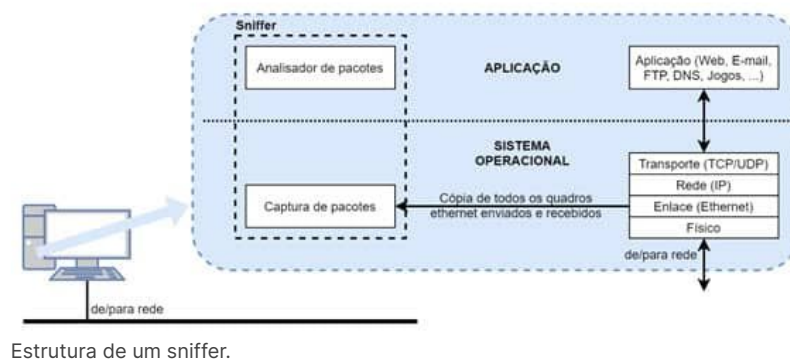 Sniffer
Analisador de pacotes
APLICAÇÃO
Aplicação (Web, E-mail,
FTP, DNS, Jogos, ...)
SISTEMA
OPERACIONAL
Transporte (TCP/UDP)
Rede (IP)
Captura de pacotes
Cópia de todos os quadros
ethernet enviados e recebidos
Enlace (Ethernet)
Físico
de/para rede
de/para rede
Estrutura de um sniffer.